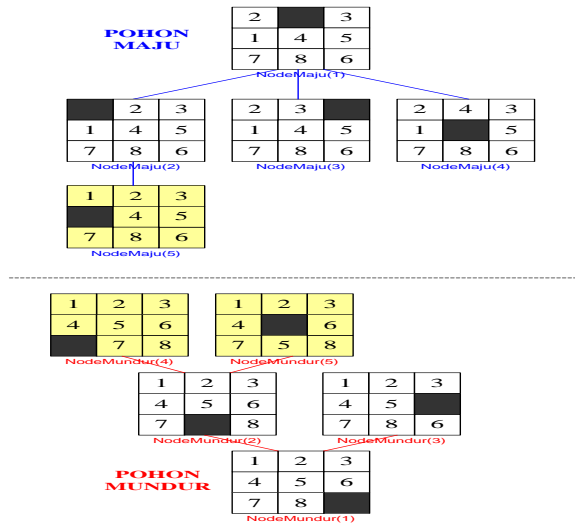 POHON
MAJU
2 3
1 4 5
7 8 6
NodeMaju(1)
2 3
1 4 5
7 8 6
NodeMaju(2)
2 3
1 4 5
7 8 6
NodeMaju(3)
2 4 3
1 5
7 8 6
NodeMaju(4)
1 2 3
4 5
7 8 6
NodeMaju(5)
1 2 3
4 5 6
7 8
NodeMundur(4)
1 2 3
4 6
7 5 8
NodeMundur(5)
1 2 3
4 5 6
7 8
NodeMundur(2)
1 2 3
4 5
7 8 6
NodeMundur(3)
POHON
MUNDUR
1 2 3
4 5 6
7 8
NodeMundur(1)